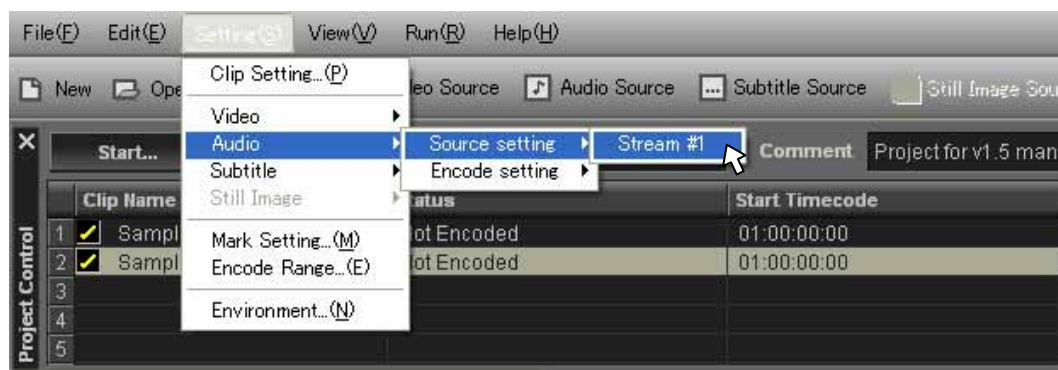 File(F) Edit(E) Setting(S) View(V) Run(R) Help(H)
New Ope eo Source Audio Source Subtitle Source Still Image Sou
Clip Setting...(P)
Video
Audio
Subtitle
Still Image
Mark Setting...(M)
Encode Range...(E)
Environment...(N)
Source setting
Encode setting
Stream #1
Start... Comment Project for v1.5 man
Clip Name tatus Start Timecode
1 Sampl ot Encoded 01:00:00:00
2 Sampl ot Encoded 01:00:00:00
3
4
5
Project Control